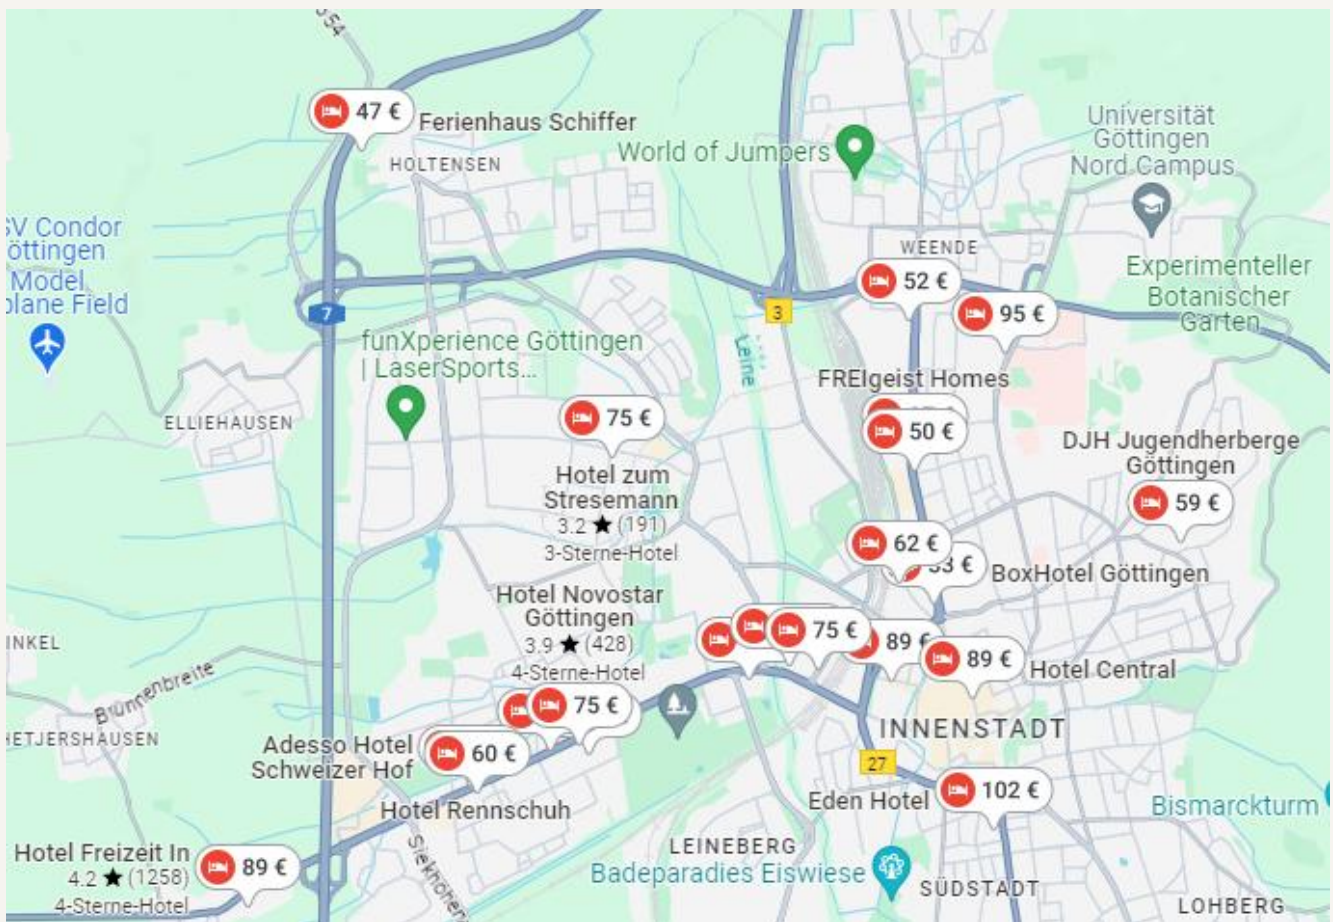 47 €
Ferienhaus Schiffer
HOLTENSEN
World of Jumpers
Universität
Göttingen
Nord Campus
SV Condor
öttingen
Model
plane Field
WEENDE
52 €
Experimenteller
Botanischer
Garten
7
3
95 €
Leine
funXperience Göttingen
| LaserSports...
FREIgeist Homes
ELLIEHAUSEN
75 €
50 €
DJH Jugendherberge
Göttingen
59 €
Hotel zum
Stresemann
3.2 ★ (191)
3-Sterne-Hotel
62 €
BoxHotel Göttingen
Hotel Novostar
Göttingen
3.9 ★ (428)
4-Sterne-Hotel
75 €
89 €
89 €
Hotel Central
INKEL
Brunnenbreite
HETJERSHAUSEN
75 €
INNENSTADT
Adesso Hotel
Schweizer Hof
60 €
27
Hotel Rennschuh
Eden Hotel
102 €
Bismarckturm
Hotel Freizeit In
4.2 ★ (1258)
4-Sterne-Hotel
89 €
LEINEBERG
Badeparadies Eiswiese
SÜDSTADT
LOHBERG